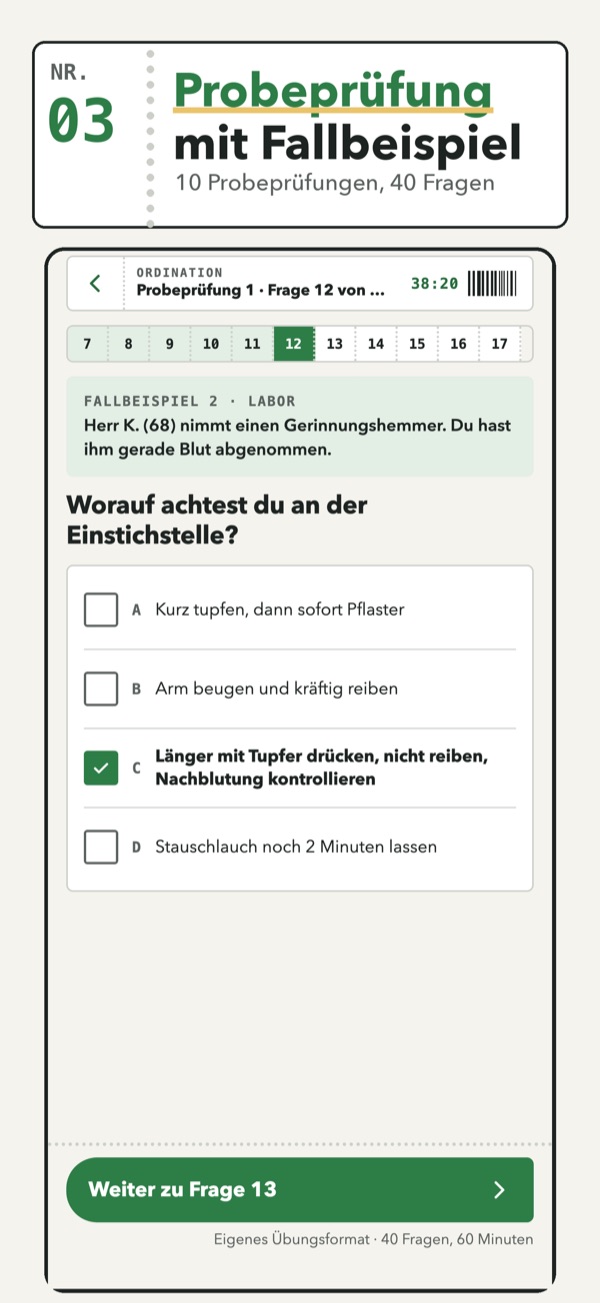 NR.
03
Probeprüfung
mit Fallbeispiel
10 Probeprüfungen, 40 Fragen
ORDINATION
Probeprüfung 1 · Frage 12 von ...
38:20
7 8 9 10 11 12 13 14 15 16 17
FALLBEISPIEL 2 · LABOR
Herr K. (68) nimmt einen Gerinnungshemmer. Du hast
ihm gerade Blut abgenommen.
Worauf achtest du an der
Einstichstelle?
A Kurz tupfen, dann sofort Pflaster
B Arm beugen und kräftig reiben
C Länger mit Tupfer drücken, nicht reiben,
Nachblutung kontrollieren
D Stauschlauch noch 2 Minuten lassen
Weiter zu Frage 13
Eigenes Übungsformat · 40 Fragen, 60 Minuten